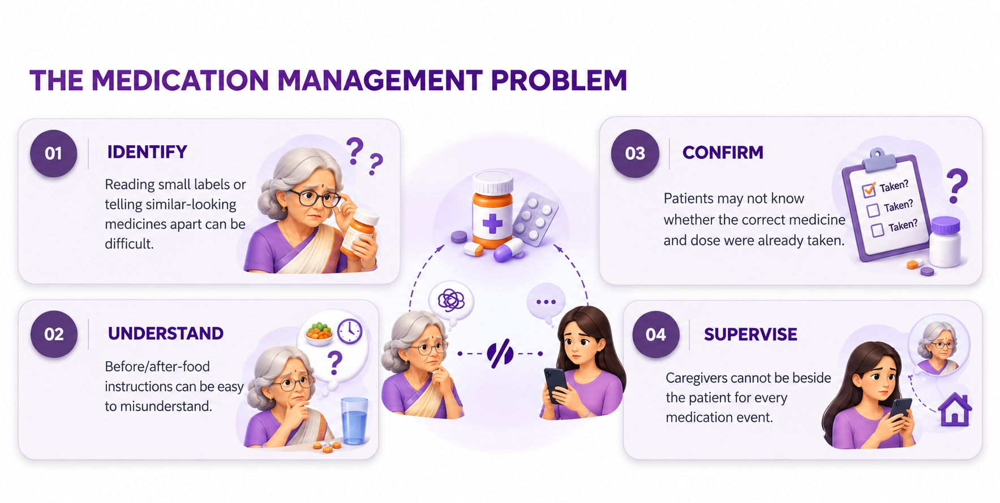 THE MEDICATION MANAGEMENT PROBLEM
01
IDENTIFY
Reading small labels or
telling similar-looking
medicines apart can be
difficult.
02
UNDERSTAND
Before/after-food
instructions can be easy
to misunderstand.
03
CONFIRM
Patients may not know
whether the correct medicine
and dose were already taken.
Taken?
Taken?
Taken?
04
SUPERVISE
Caregivers cannot be beside
the patient for every
medication event.